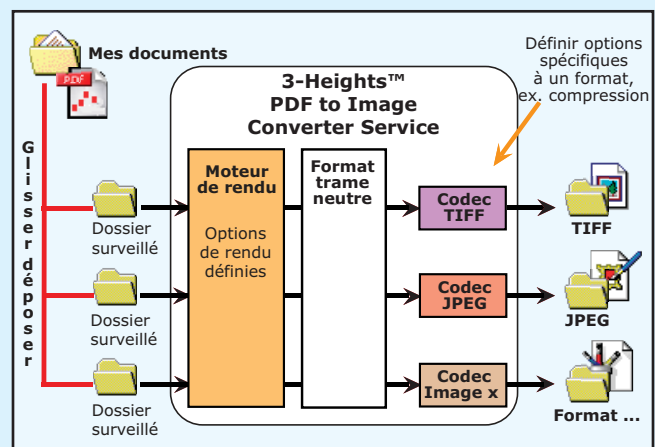 Mes documents
PDF
Définir options
spécifiques
à un format,
ex. compression
3-Heights™
PDF to Image
Converter Service
Glisser déposer
Moteur
de rendu
Options
de rendu
définies
Format
trame
neutre
Dossier
surveillé
Codec
TIFF
TIFF
Dossier
surveillé
Codec
JPEG
JPEG
Dossier
surveillé
Codec
Image x
Format ...